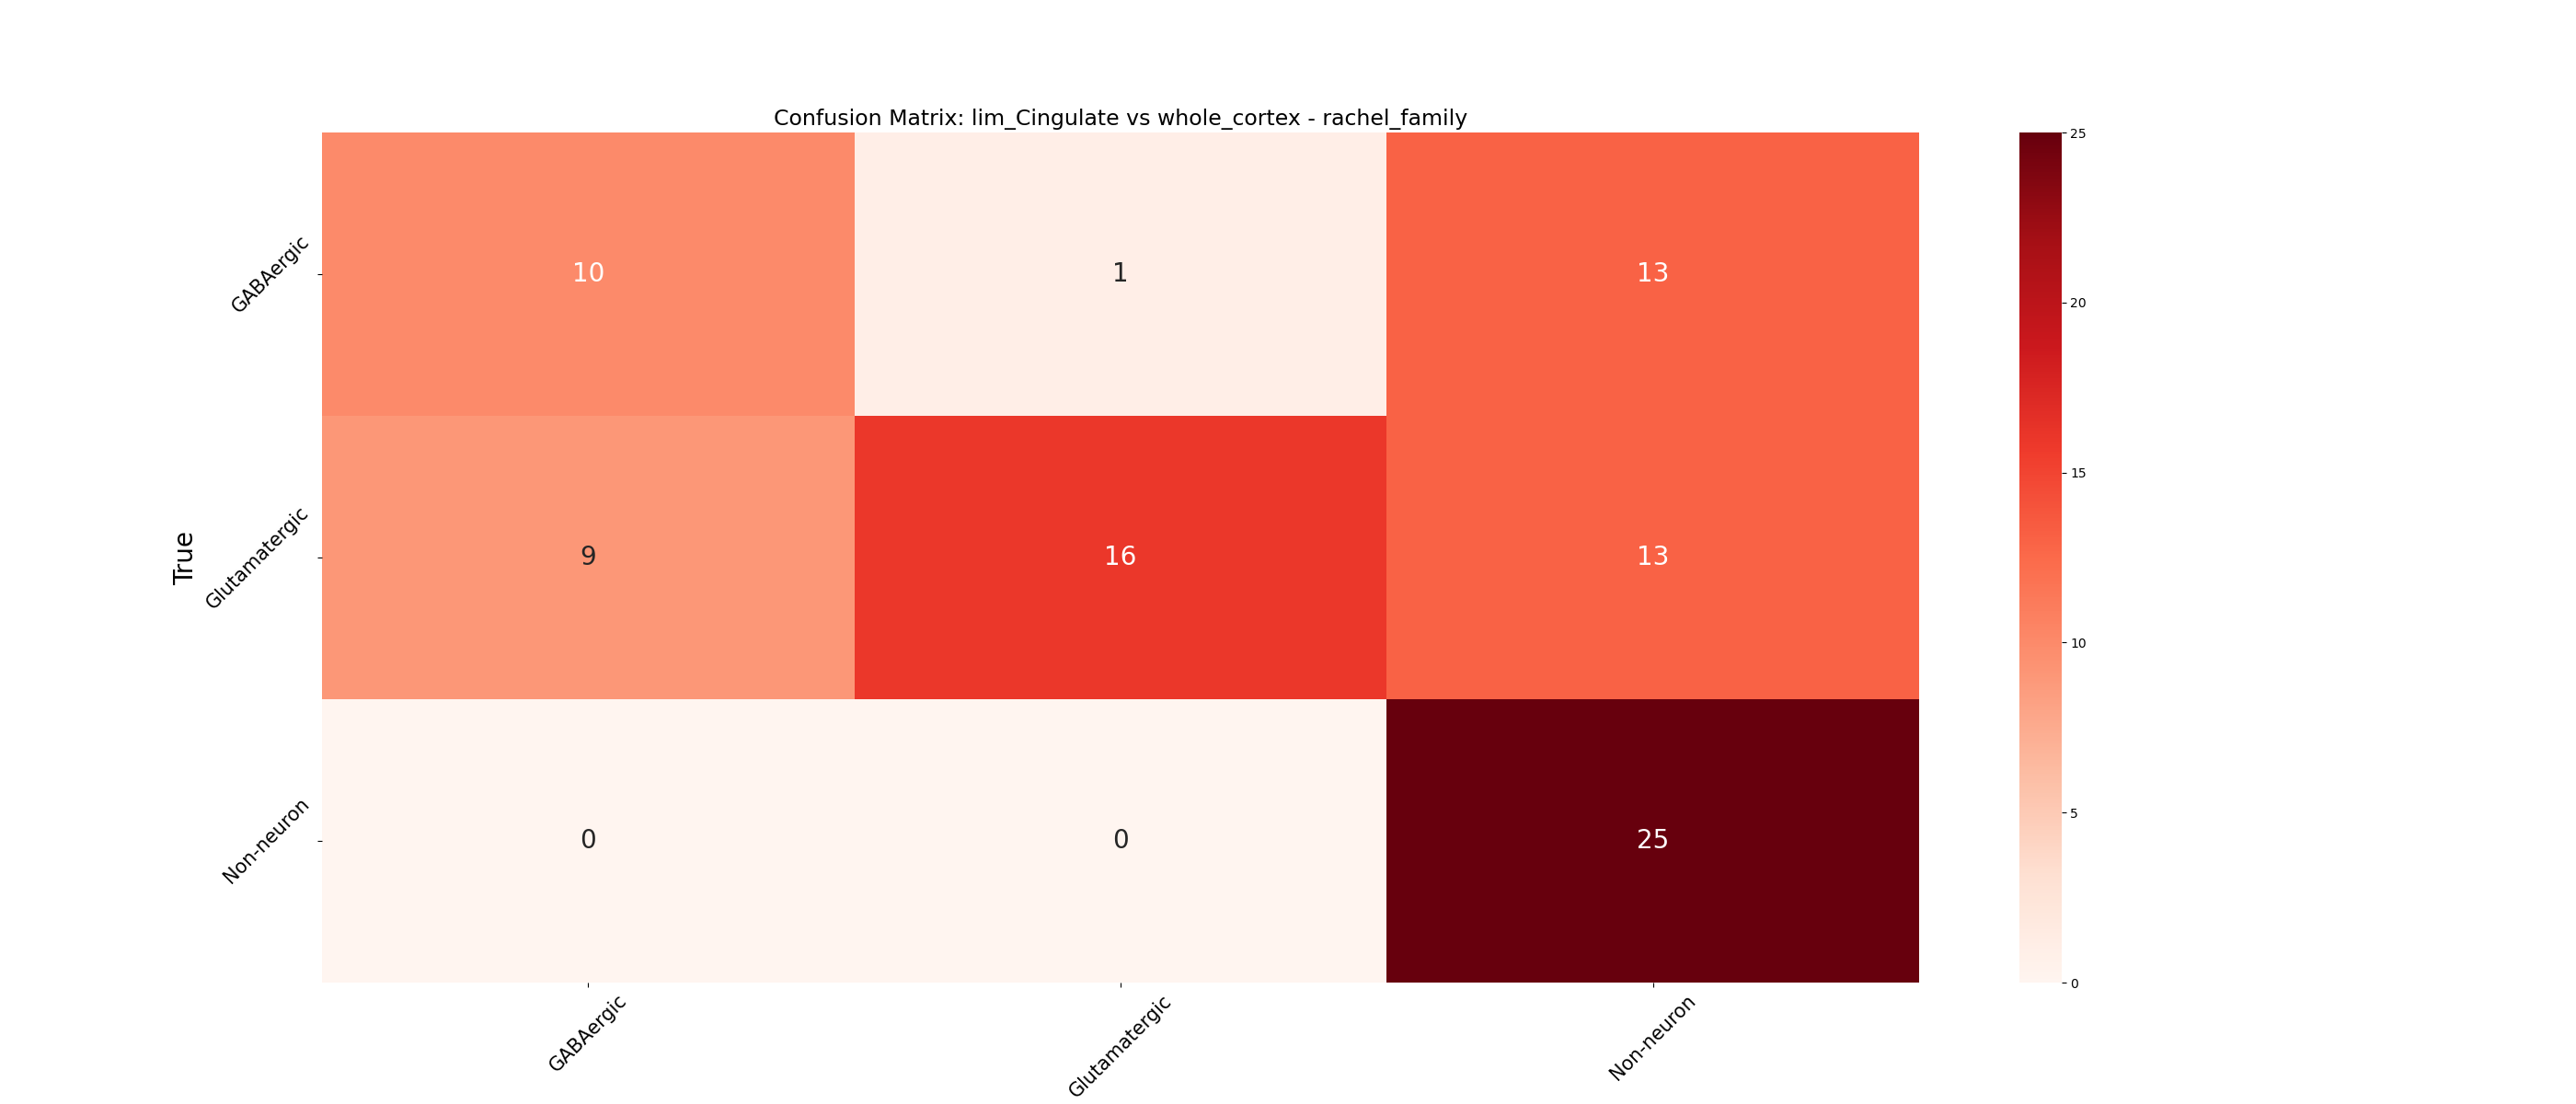 Confusion Matrix: lim_Cingulate vs whole_cortex - rachel_family
True
GABAergic
10
1
13
Glutamatergic
9
16
13
Non-neuron
0
0
25
GABAergic
Glutamatergic
Non-neuron
25
20
15
10
5
0